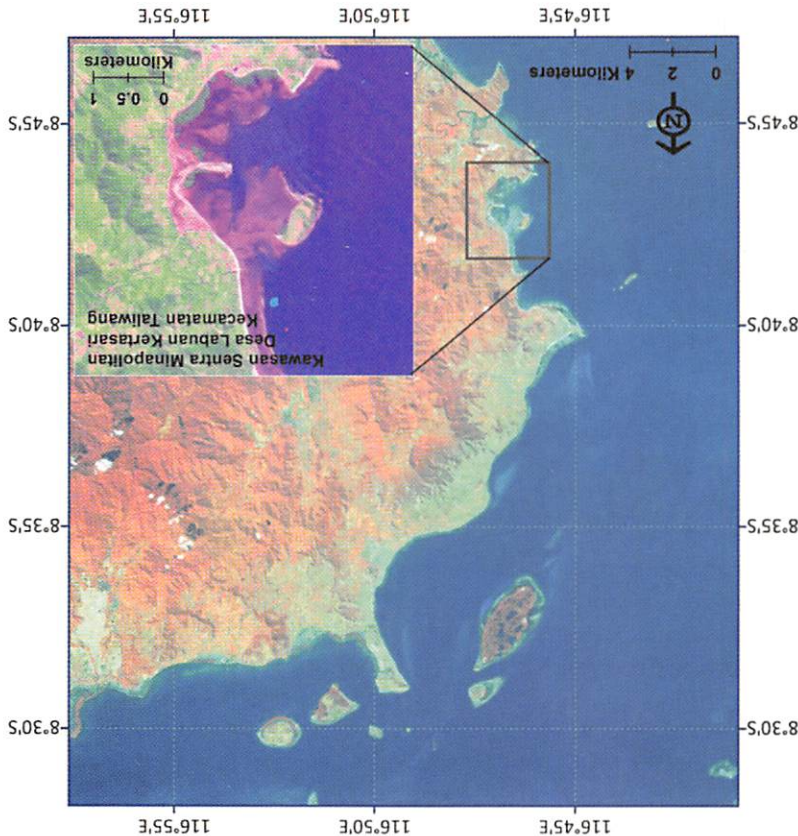 116°45'E 116°50'E 116°55'E
8°30'S 8°30'S
8°35'S 8°35'S
8°40'S 8°40'S
8°45'S 8°45'S
Kawasan Sentra Minapolitan
Desa Labuan Kertasari
Kecamatan Taliwang
0 0.5 1
Kilometers
N
0 2 4 Kilometers
116°45'E 116°50'E 116°55'E